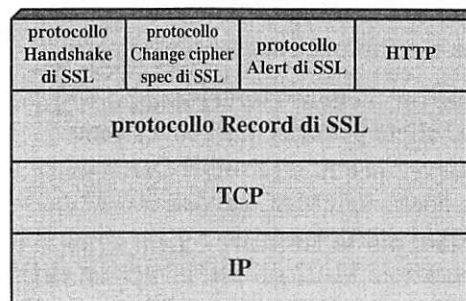 protocollo
Handshake
di SSL
protocollo
Change cipher
spec di SSL
protocollo
Alert di SSL
HTTP
protocollo Record di SSL
TCP
IP